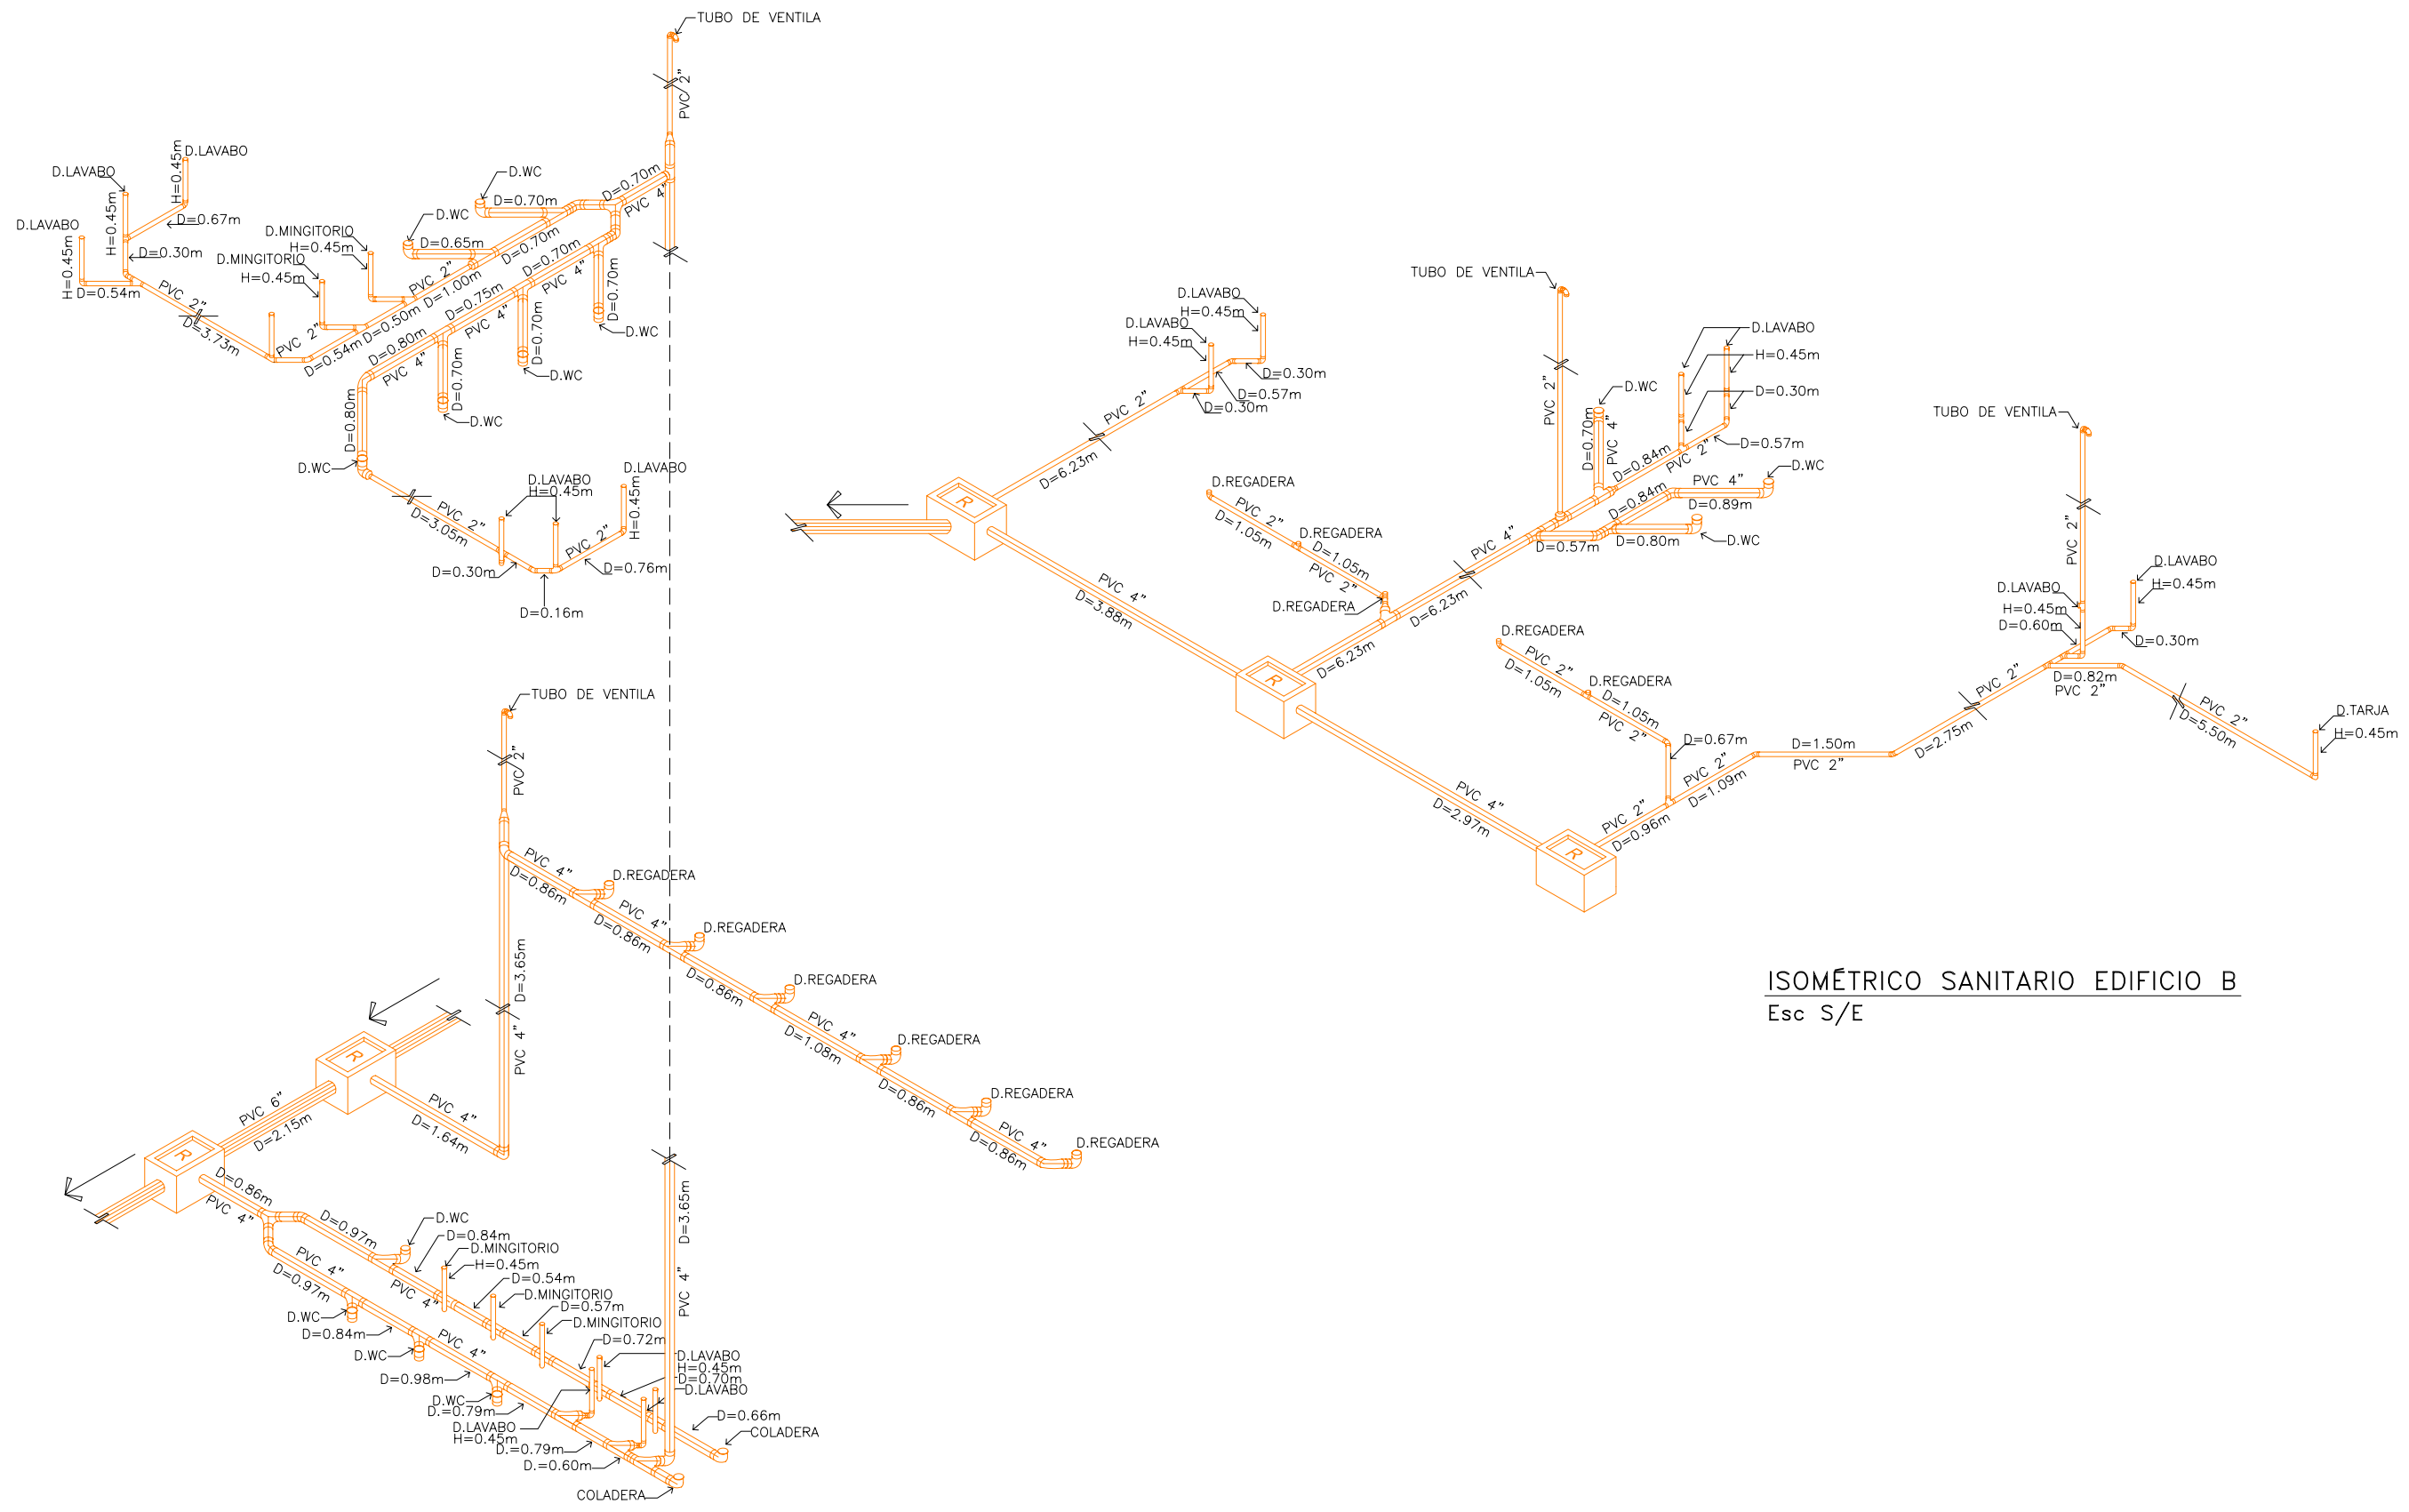 TUBO DE VENTILA
PVC 2"
D.LAVABO
H=0.45m
D.LAVABO
H=0.45m
D=0.67m
D.LAVABO
H=0.45m
D=0.30m
D=0.54m
PVC 2"
D=3.73m
D.MINGITORIO
H=0.45m
D.MINGITORIO
H=0.45m
PVC 2"
D=0.54m
D=0.50m
PVC 2"
D=1.00m
D.WC
D=0.70m
D.WC
D=0.65m
D=0.70m
D=0.70m
PVC 4"
D=0.70m
PVC 4"
D=0.70m
D.WC
D=0.75m
PVC 4"
D=0.70m
D.WC
D=0.80m
PVC 4"
D=0.70m
D.WC
D=0.80m
D.WC
PVC 2"
D=3.05m
D.LAVABO
H=0.45m
D.LAVABO
H=0.45m
PVC 2"
D=0.76m
D=0.30m
D=0.16m
TUBO DE VENTILA
PVC 2"
PVC 4"
D=0.86m
D.REGADERA
PVC 4"
D=0.86m
D.REGADERA
D=0.86m
D.REGADERA
PVC 4"
D=1.08m
D.REGADERA
D=0.86m
D.REGADERA
PVC 4"
D=0.86m
D.REGADERA
D=3.65m
PVC 4"
PVC 6"
D=2.15m
R
PVC 4"
D=1.64m
R
D=0.86m
PVC 4"
D=0.97m
D.WC
D=0.84m
D.MINGITORIO
H=0.45m
D=0.54m
D.MINGITORIO
D=0.57m
D.MINGITORIO
D=0.72m
D.LAVABO
H=0.45m
D=0.70m
D.LAVABO
D=0.66m
COLADERA
D=3.65m
PVC 4"
PVC 4"
PVC 4"
D=0.97m
D.WC
D=0.84m
PVC 4"
D.WC
D=0.98m
D.WC
D.=0.79m
D.LAVABO
H=0.45m
D.=0.79m
D.=0.60m
COLADERA
D.LAVABO
H=0.45m
D.LAVABO
H=0.45m
D=0.30m
D=0.57m
D=0.30m
PVC 2"
D=6.23m
R
PVC 4"
D=3.88m
D.REGADERA
PVC 2"
D=1.05m
D.REGADERA
D=1.05m
PVC 2"
D.REGADERA
D=6.23m
PVC 4"
D=6.23m
TUBO DE VENTILA
PVC 2"
D.WC
D=0.70m
PVC 4"
D.LAVABO
H=0.45m
D=0.30m
D=0.57m
D=0.84m
PVC 2"
PVC 4"
D.WC
D=0.84m
D=0.89m
D=0.57m
D=0.80m
D.WC
R
PVC 4"
D=2.97m
D.REGADERA
PVC 2"
D=1.05m
D.REGADERA
D=1.05m
PVC 2"
D=0.67m
PVC 2"
D=0.96m
PVC 2"
D=1.09m
D=1.50m
PVC 2"
R
TUBO DE VENTILA
PVC 2"
D.LAVABO
H=0.45m
D.LAVABO
H=0.45m
D=0.60m
D=0.30m
PVC 2"
D=2.75m
D=0.82m
PVC 2"
PVC 2"
D=5.50m
D.TARJA
H=0.45m
ISOMÉTRICO SANITARIO EDIFICIO B
Esc S/E